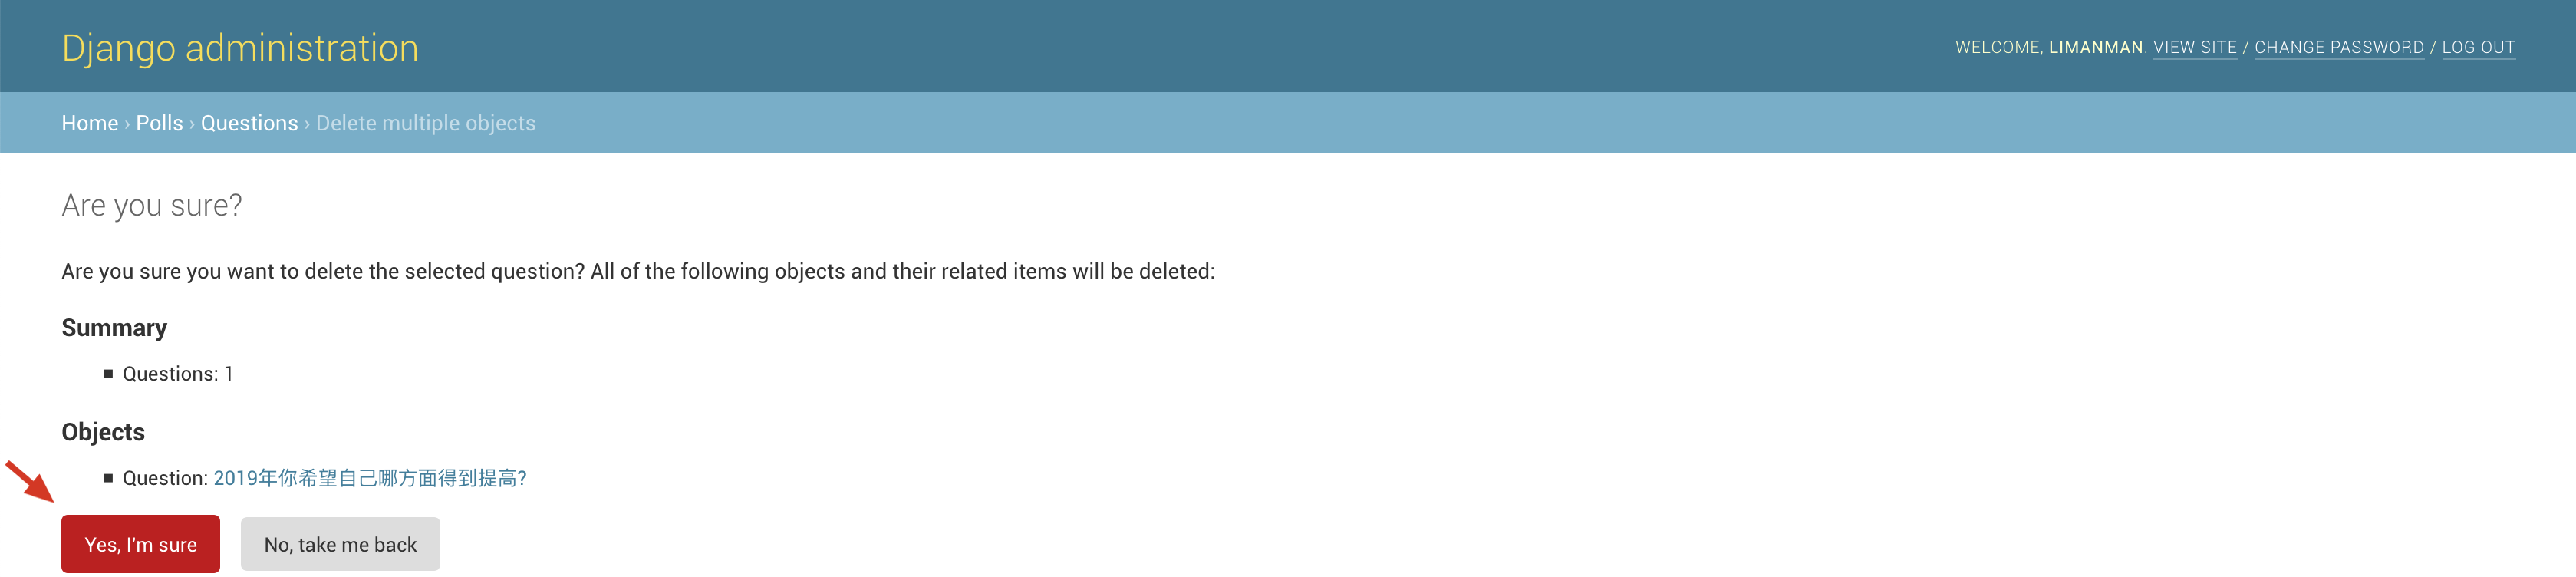 Django administration
WELCOME, LIMANMAN. VIEW SITE / CHANGE PASSWORD / LOG OUT
Home › Polls › Questions › Delete multiple objects
Are you sure?
Are you sure you want to delete the selected question? All of the following objects and their related items will be deleted:
Summary
Questions: 1
Objects
Question: 2019年你希望自己哪方面得到提高?
Yes, I’m sure
No, take me back